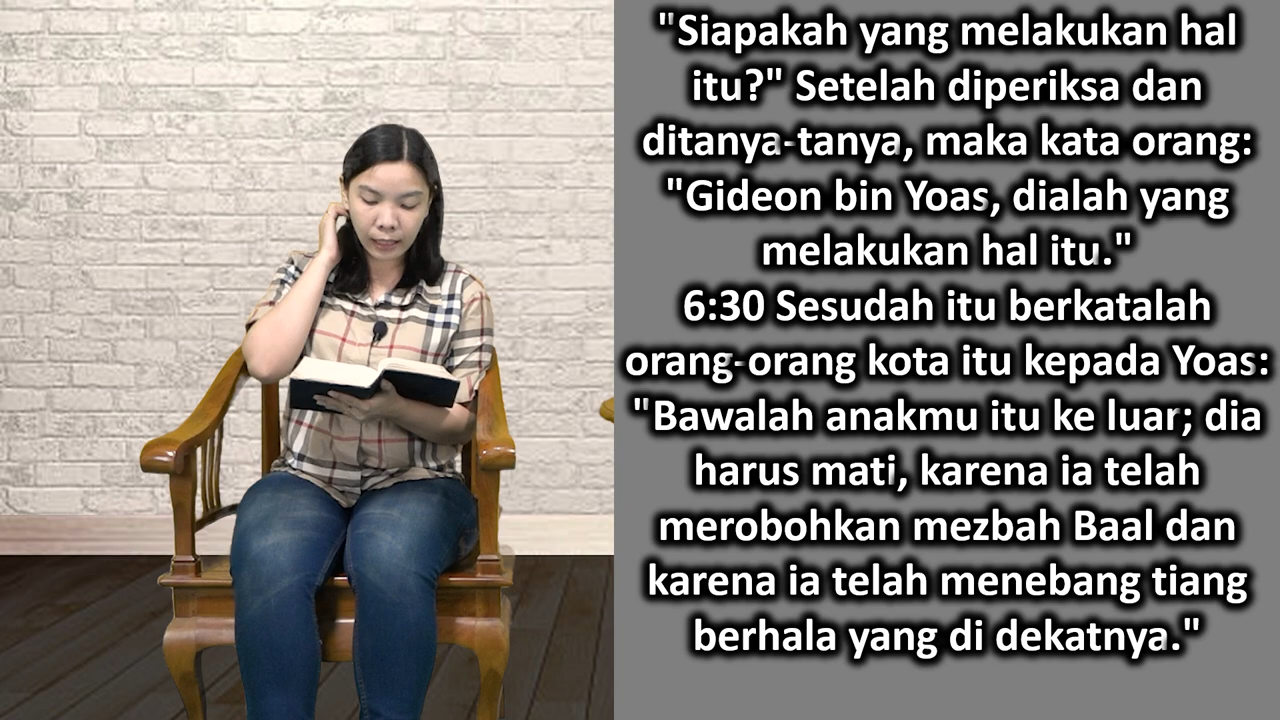 "Siapakah yang melakukan hal
itu?" Setelah diperiksa dan
ditanya-tanya, maka kata orang:
"Gideon bin Yoas, dialah yang
melakukan hal itu."
6:30 Sesudah itu berkatalah
orang-orang kota itu kepada Yoas:
"Bawalah anakmu itu ke luar; dia
harus mati, karena ia telah
merobohkan mezbah Baal dan
karena ia telah menebang tiang
berhala yang di dekatnya."